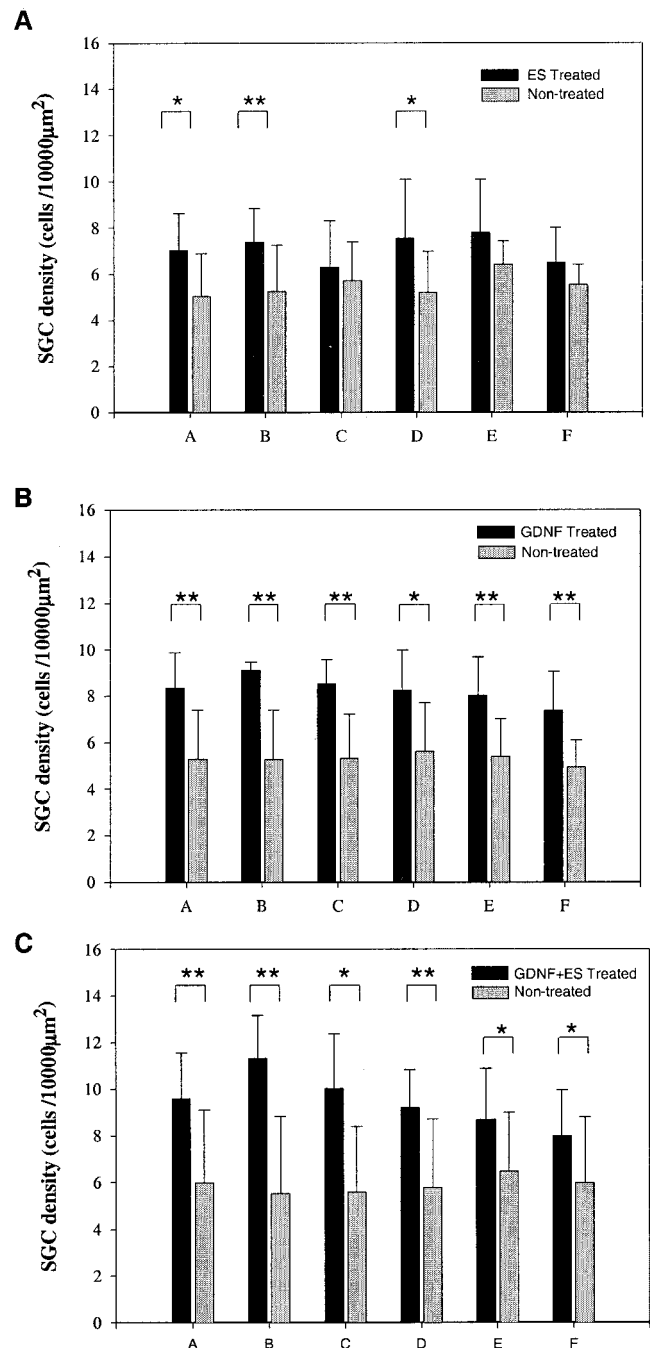 A
SGC density (cells /10000μm²)
16
14
12
10
8
6
4
2
0
ES Treated
Non-treated
* ** *
A B C D E F
B
SGC density (cells /10000μm²)
16
14
12
10
8
6
4
2
0
GDNF Treated
Non-treated
** ** ** * ** **
A B C D E F
C
SGC density (cells /10000μm²)
16
14
12
10
8
6
4
2
0
GDNF+ES Treated
Non-treated
** ** * ** * *
A B C D E F